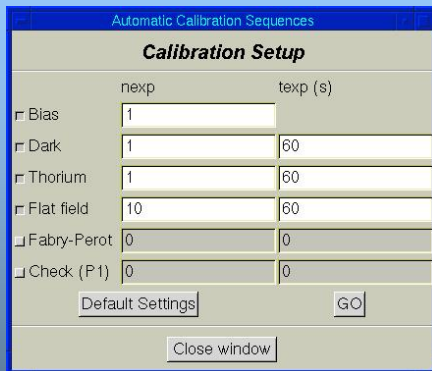 Automatic Calibration Sequences
Calibration Setup
nexp texp (s)
Bias 1
Dark 1 60
Thorium 1 60
Flat field 10 60
Fabry-Perot 0 0
Check (P1) 0 0
Default Settings GO
Close window